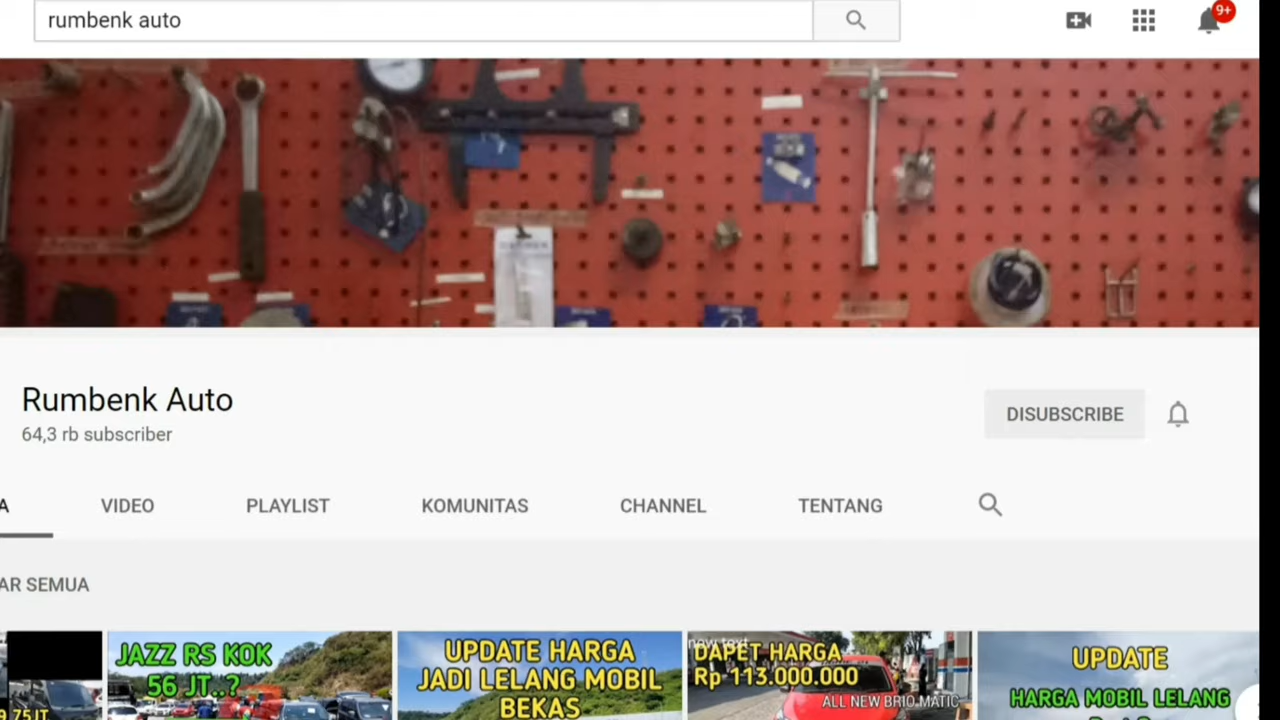 rumbenk auto
9+
Rumbenk Auto
64,3 rb subscriber
DISUBSCRIBE
A
VIDEO
PLAYLIST
KOMUNITAS
CHANNEL
TENTANG
AR SEMUA
JAZZ RS KOK
56 JT..?
UPDATE HARGA
JADI LELANG MOBIL
BEKAS
DAPET HARGA
Rp 113.000.000
ALL NEW BRIO MATIC
UPDATE
HARGA MOBIL LELANG